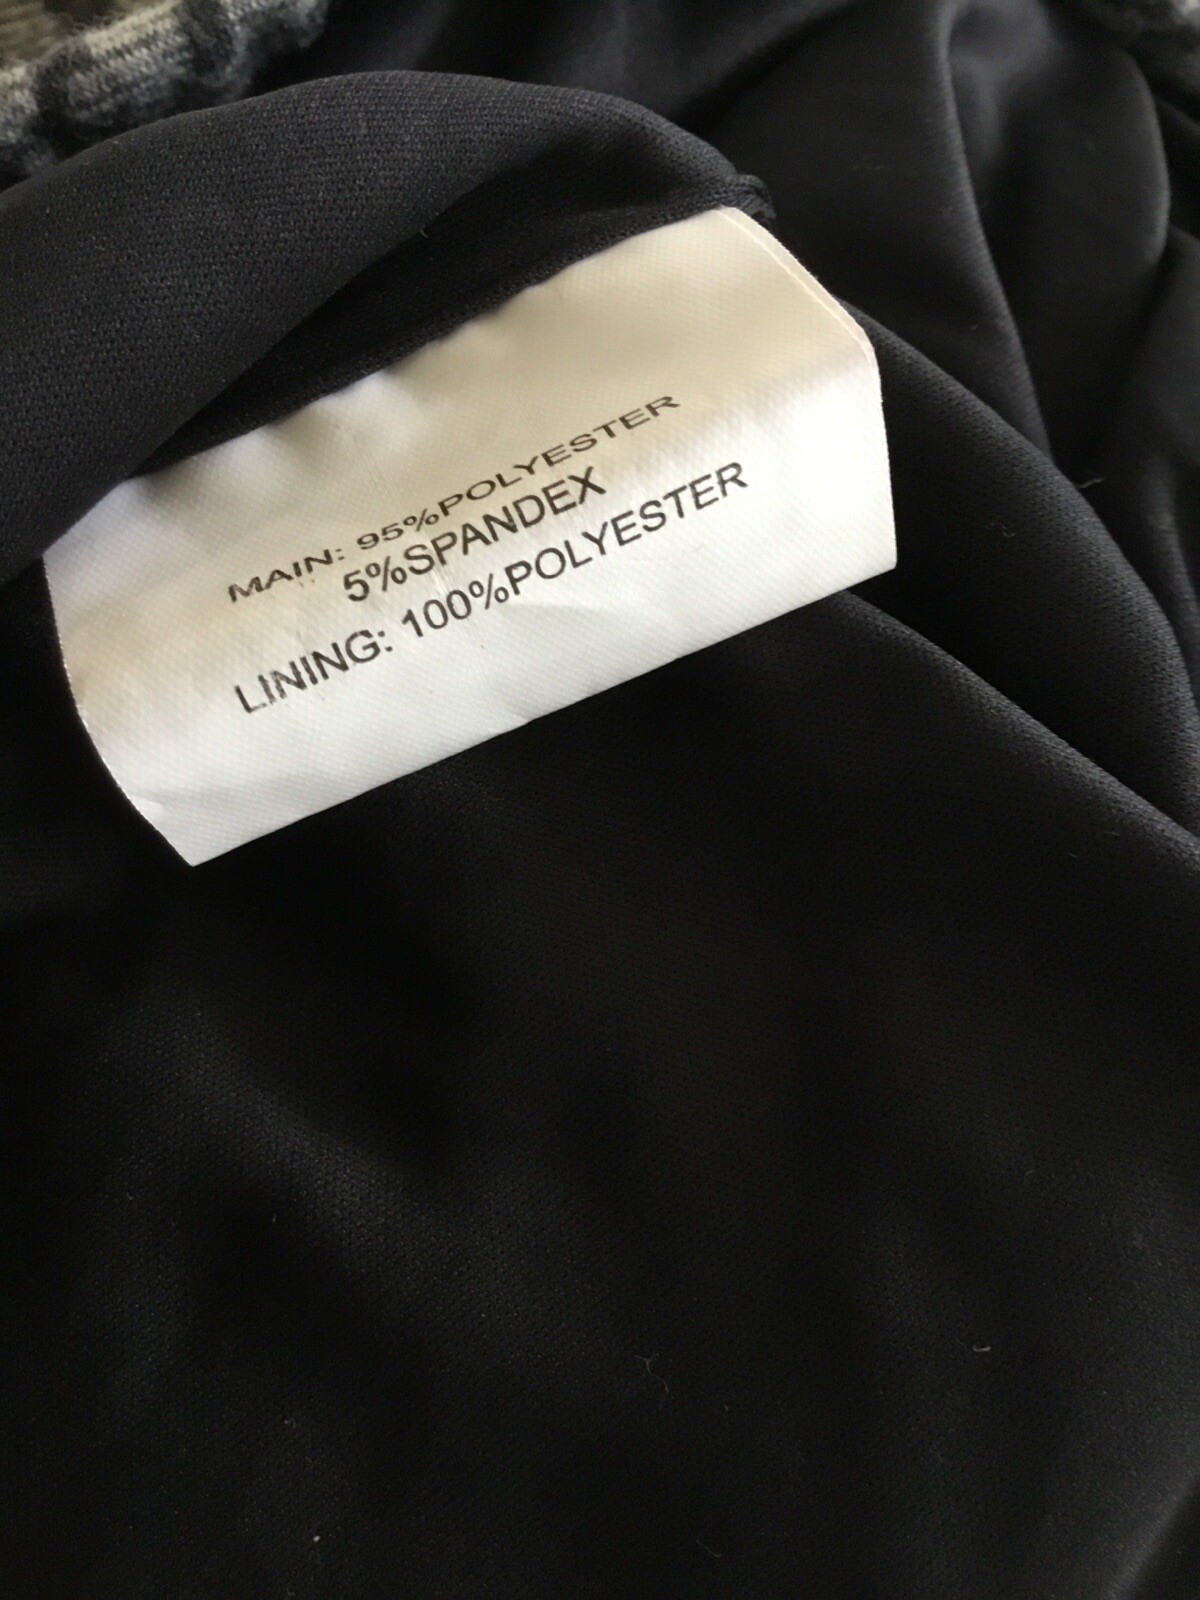 MAIN: 95%POLYESTER
5%SPANDEX
LINING: 100%POLYESTER